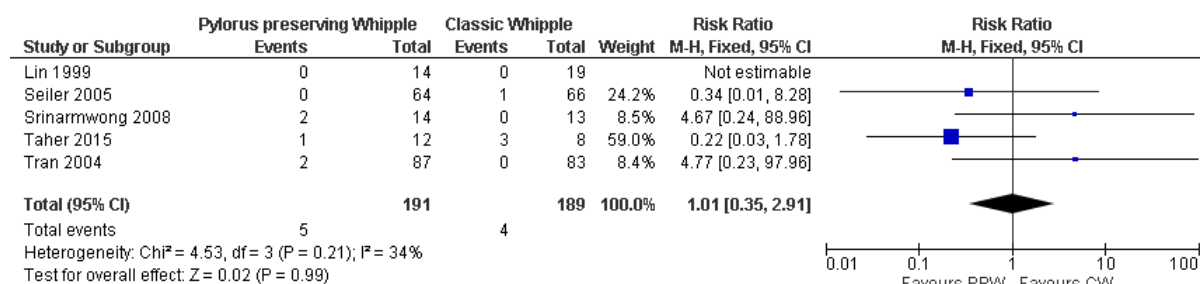 Pylorus preserving Whipple Classic Whipple Risk Ratio Risk Ratio
Study or Subgroup Events Total Events Total Weight M-H, Fixed, 95% CI M-H, Fixed, 95% CI
Lin 1999 0 14 0 19 Not estimable
Seiler 2005 0 64 1 66 24.2% 0.34 [0.01, 8.28]
Srinarmwong 2008 2 14 0 13 8.5% 4.67 [0.24, 88.96]
Taher 2015 1 12 3 8 59.0% 0.22 [0.03, 1.78]
Tran 2004 2 87 0 83 8.4% 4.77 [0.23, 97.96]
Total (95% CI) 191 189 100.0% 1.01 [0.35, 2.91]
Total events 5 4
Heterogeneity: Chi² = 4.53, df = 3 (P = 0.21); I² = 34%
Test for overall effect: Z = 0.02 (P = 0.99)
0.01 0.1 1 10 100
Favours PPW Favours CW